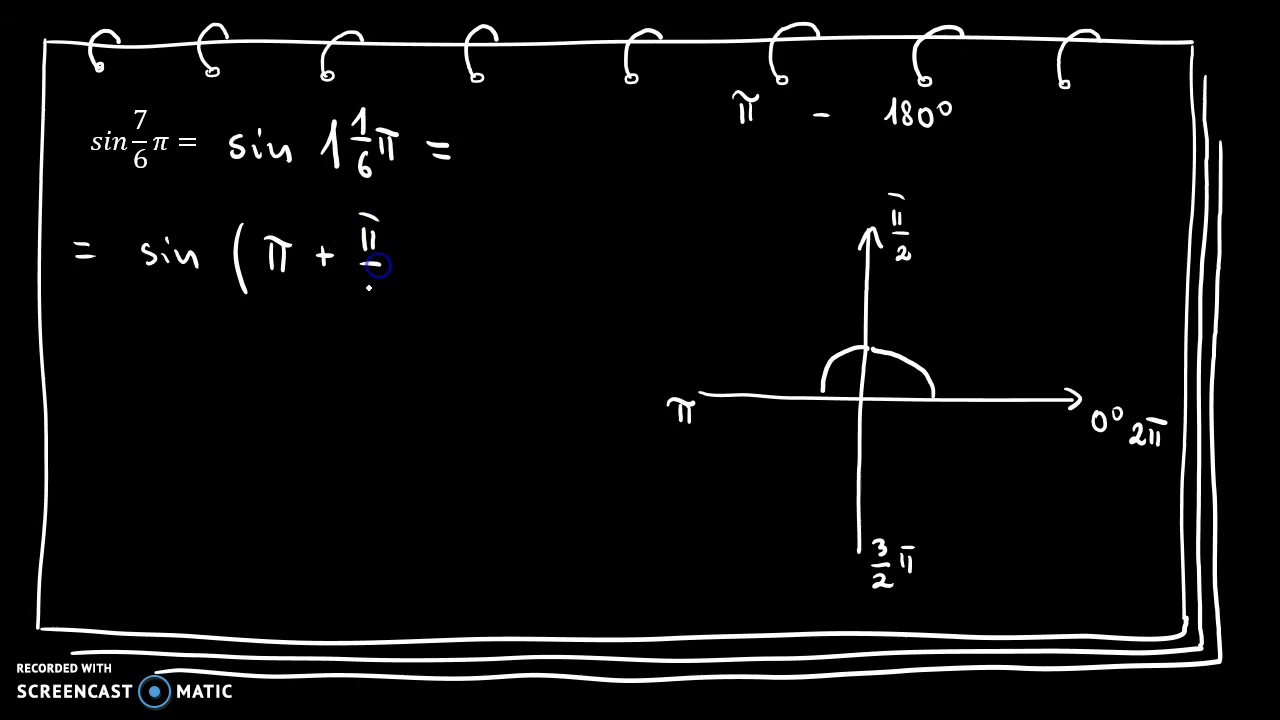 sin 7/6 π = sin 1 1/6 π =
π - 180°
= sin ( π + π/
π/2
π
0° 2π
3/2 π
RECORDED WITH
SCREENCAST MATIC